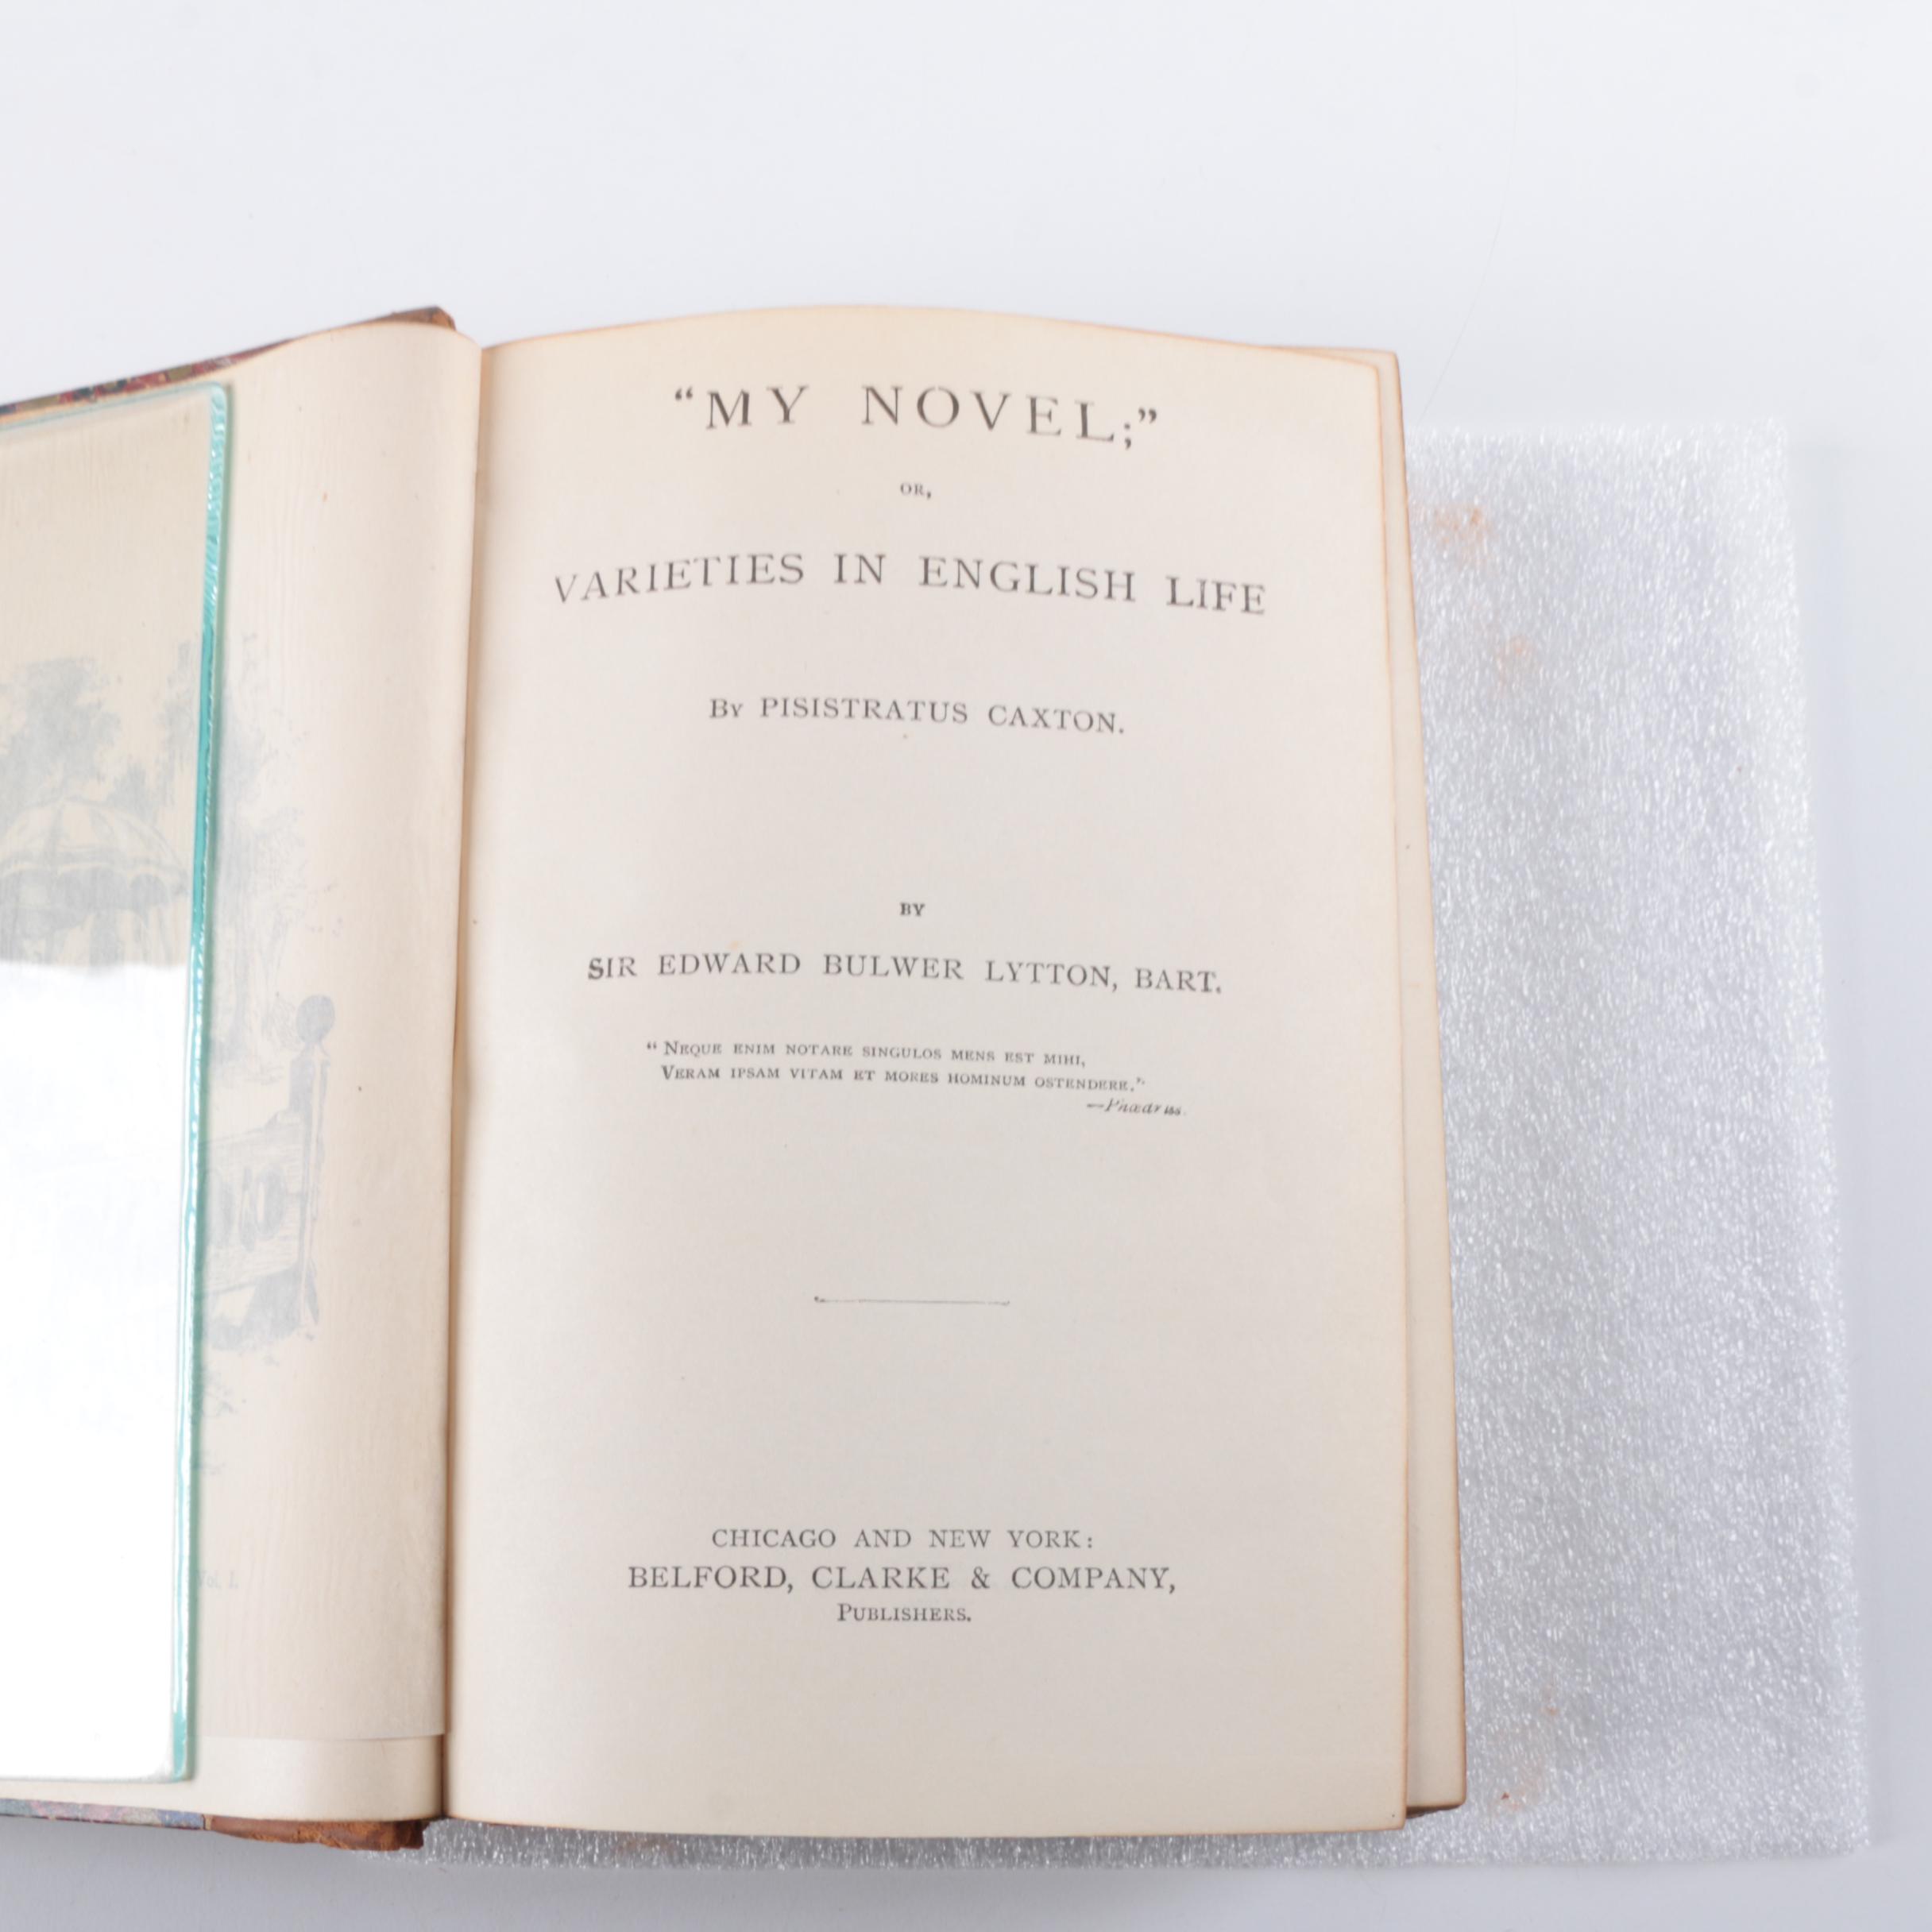 "MY NOVEL;"
OR,
VARIETIES IN ENGLISH LIFE
By PISISTRATUS CAXTON.
BY
SIR EDWARD BULWER LYTTON, BART.
"NEQUE ENIM NOTARE SINGULOS MENS EST MIHI,
VERAM IPSAM VITAM ET MORES HOMINUM OSTENDERE."
—Phædrus.
CHICAGO AND NEW YORK:
BELFORD, CLARKE & COMPANY,
PUBLISHERS.
Vol. I.